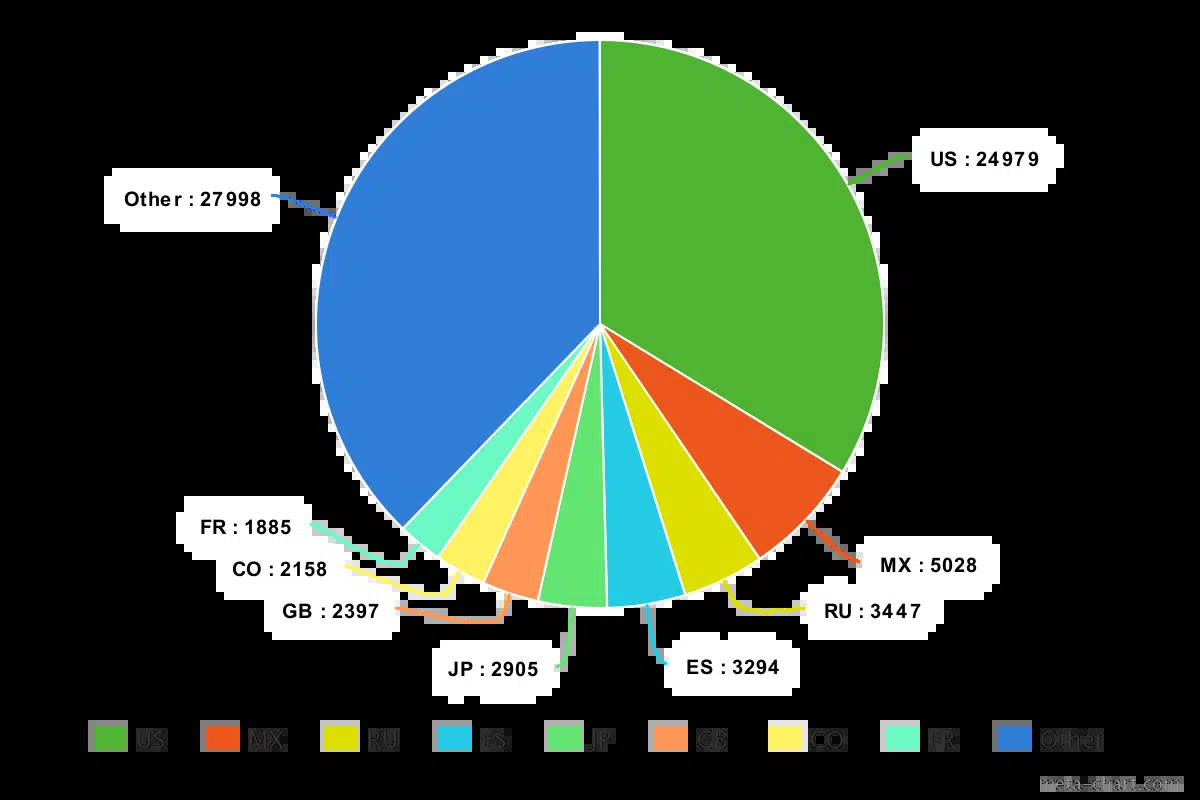 US : 24979
Other : 27998
FR : 1885
MX : 5028
CO : 2158
GB : 2397
RU : 3447
JP : 2905
ES : 3294
US MX RU ES JP GB CO FR Other
meta-chart.com